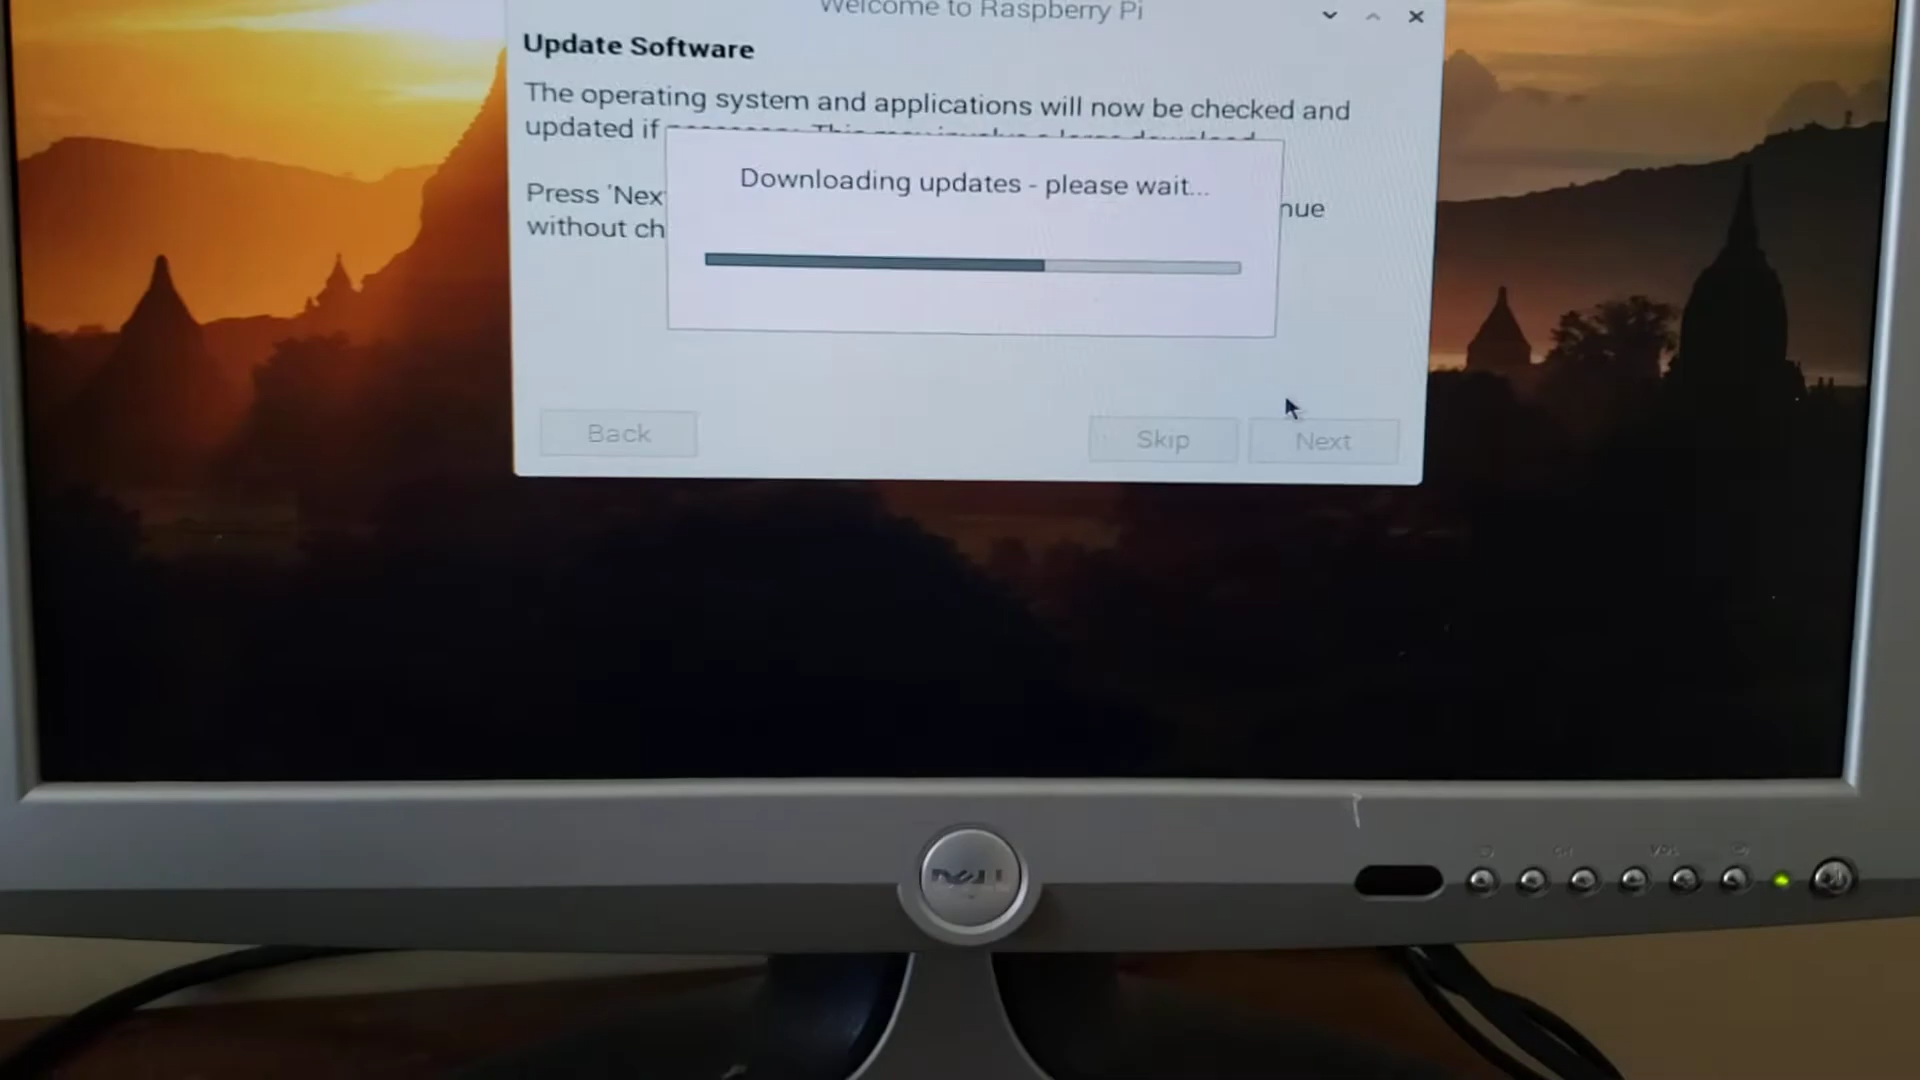 Welcome to Raspberry Pi
Update Software
The operating system and applications will now be checked and
updated if
Downloading updates - please wait...
Press 'Nex
nue
without ch
Back
Skip
Next
DELL
VOL